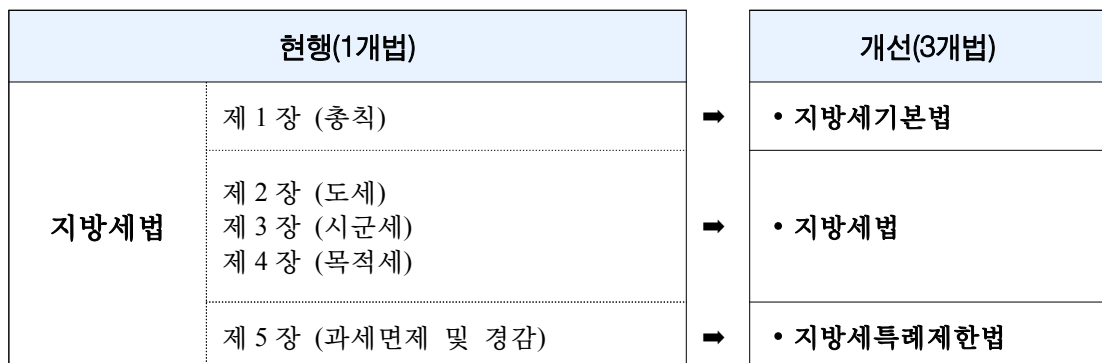 현행(1개법)
개선(3개법)
지방세법
제 1 장 (총칙)
➡
• 지방세기본법
제 2 장 (도세)
제 3 장 (시군세)
제 4 장 (목적세)
➡
• 지방세법
제 5 장 (과세면제 및 경감)
➡
• 지방세특례제한법